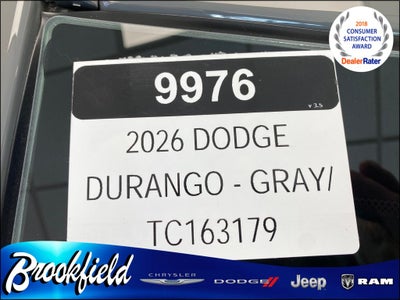 2018
CONSUMER
SATISFACTION
AWARD
DealerRater
9976
v 3.5
2026 DODGE
DURANGO - GRAY/
TC163179
Brookfield
CHRYSLER
DODGE
Jeep
RAM